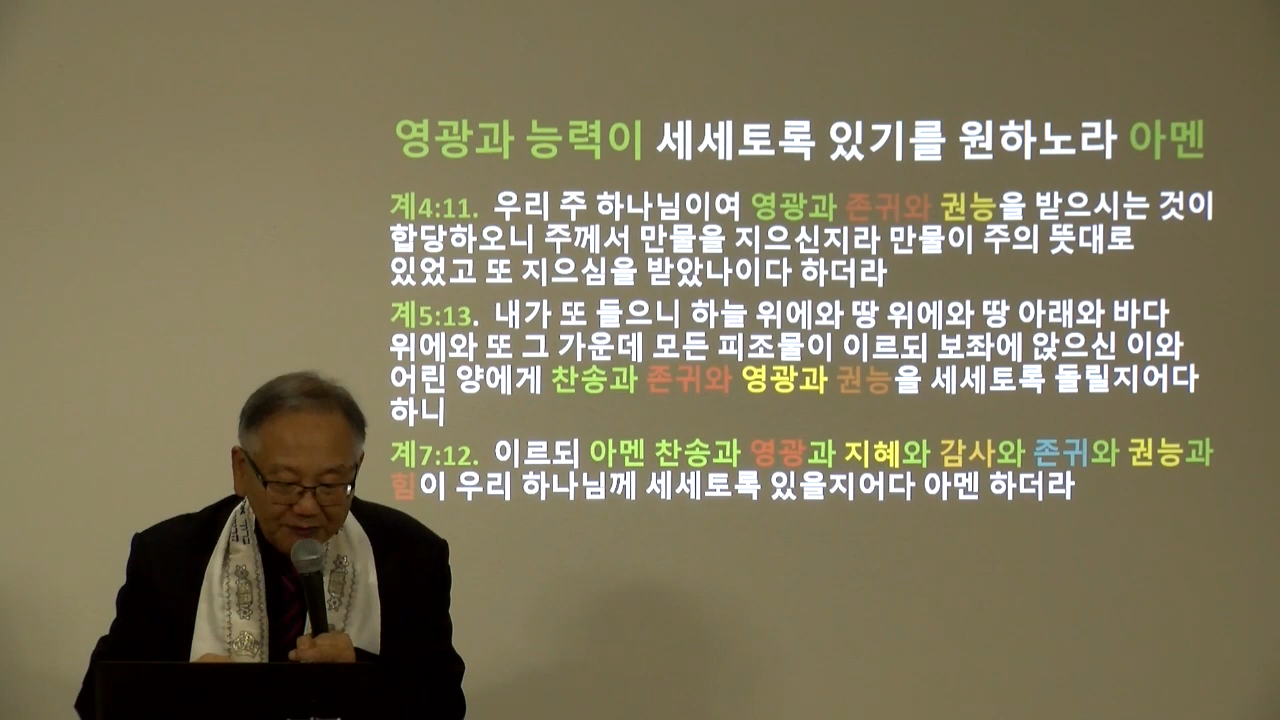 영광과 능력이 세세토록 있기를 원하노라 아멘
계4:11. 우리 주 하나님이여 영광과 존귀와 권능을 받으시는 것이
합당하오니 주께서 만물을 지으신지라 만물이 주의 뜻대로
있었고 또 지으심을 받았나이다 하더라
계5:13. 내가 또 들으니 하늘 위에와 땅 위에와 땅 아래와 바다
위에와 또 그 가운데 모든 피조물이 이르되 보좌에 앉으신 이와
어린 양에게 찬송과 존귀와 영광과 권능을 세세토록 돌릴지어다
하니
계7:12. 이르되 아멘 찬송과 영광과 지혜와 감사와 존귀와 권능과
힘이 우리 하나님께 세세토록 있을지어다 아멘 하더라